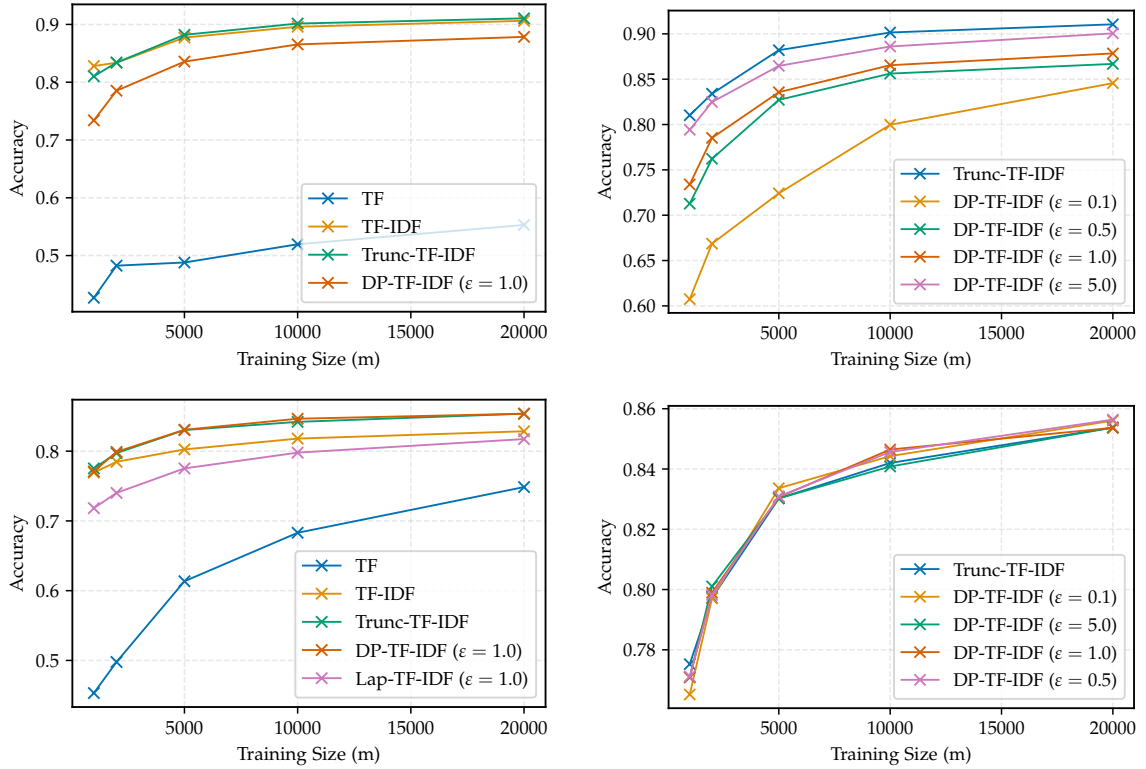 0.9
0.8
0.7
0.6
0.5
Accuracy
5000 10000 15000 20000
Training Size (m)
TF
TF-IDF
Trunc-TF-IDF
DP-TF-IDF (ε = 1.0)
0.90
0.85
0.80
0.75
0.70
0.65
0.60
Accuracy
5000 10000 15000 20000
Training Size (m)
Trunc-TF-IDF
DP-TF-IDF (ε = 0.1)
DP-TF-IDF (ε = 0.5)
DP-TF-IDF (ε = 1.0)
DP-TF-IDF (ε = 5.0)
0.8
0.7
0.6
0.5
Accuracy
5000 10000 15000 20000
Training Size (m)
TF
TF-IDF
Trunc-TF-IDF
DP-TF-IDF (ε = 1.0)
Lap-TF-IDF (ε = 1.0)
0.86
0.84
0.82
0.80
0.78
Accuracy
5000 10000 15000 20000
Training Size (m)
Trunc-TF-IDF
DP-TF-IDF (ε = 0.1)
DP-TF-IDF (ε = 5.0)
DP-TF-IDF (ε = 1.0)
DP-TF-IDF (ε = 0.5)